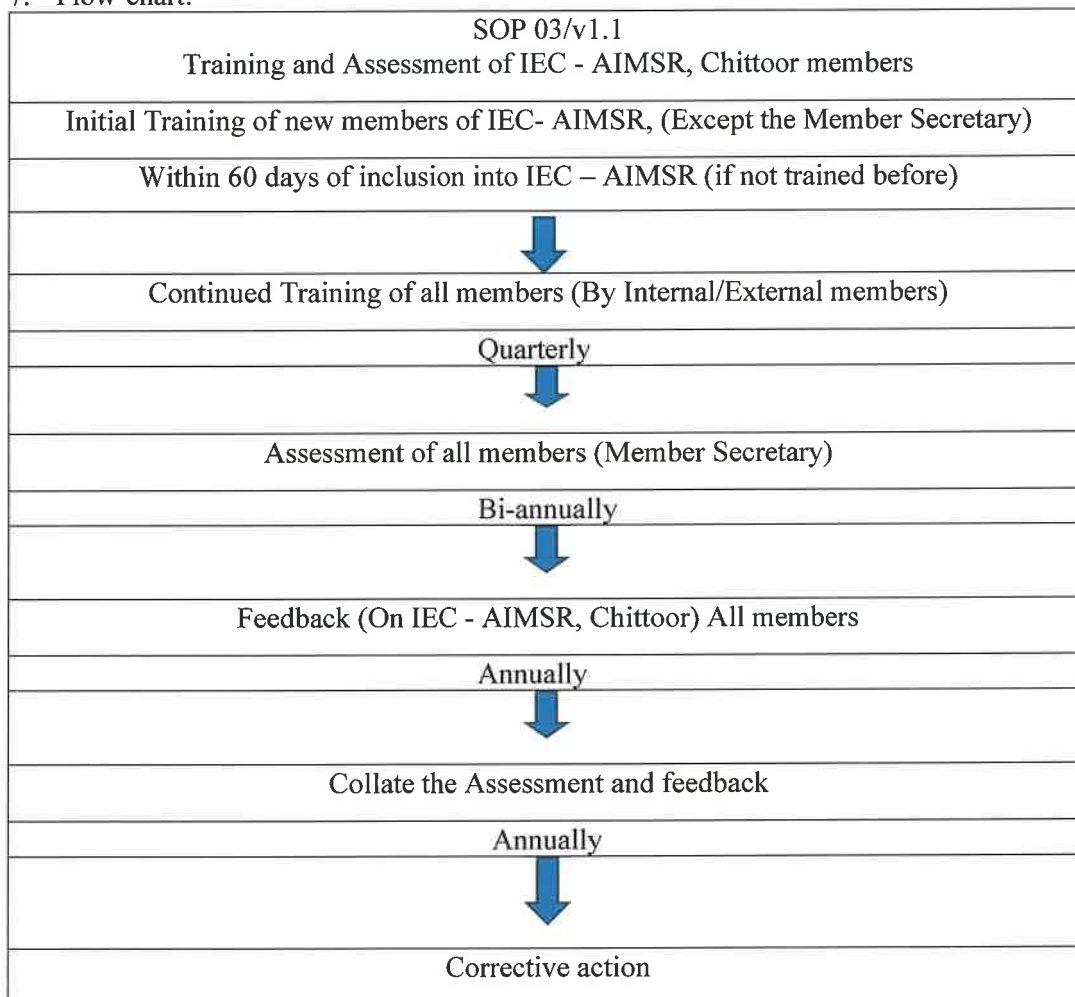 7. Flow chart:
SOP 03/v1.1
Training and Assessment of IEC - AIMSR, Chittoor members
Initial Training of new members of IEC- AIMSR, (Except the Member Secretary)
Within 60 days of inclusion into IEC – AIMSR (if not trained before)
Continued Training of all members (By Internal/External members)
Quarterly
Assessment of all members (Member Secretary)
Bi-annually
Feedback (On IEC - AIMSR, Chittoor) All members
Annually
Collate the Assessment and feedback
Annually
Corrective action